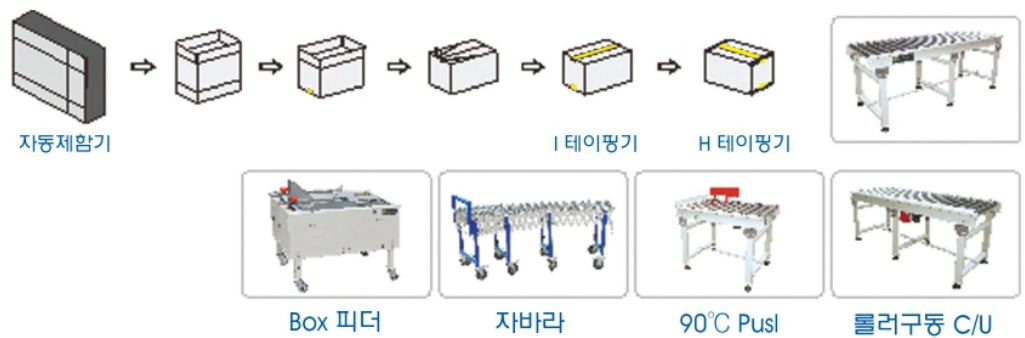 자동제함기
I 테이핑기
H 테이핑기
Box 피더
자바라
90℃ Pusl
롤러구동 C/U